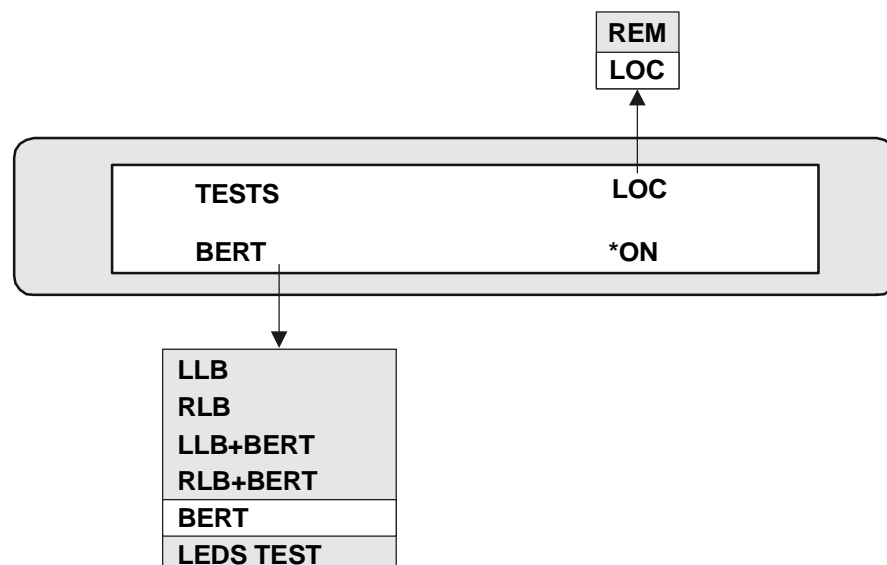 REM
LOC
TESTS LOC
BERT *ON
LLB
RLB
LLB+BERT
RLB+BERT
BERT
LEDS TEST